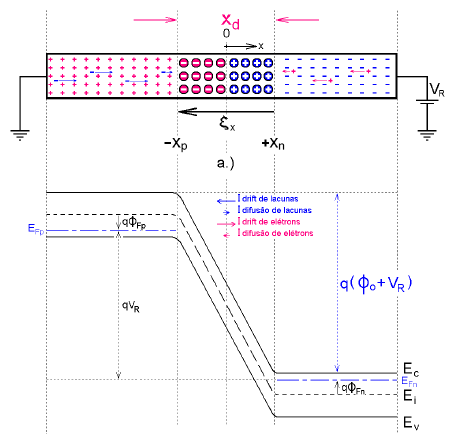 x_d
0 x
V_R
ξ_x
-x_p +x_n
a.)
I drift de lacunas
I difusão de lacunas
I drift de elétrons
I difusão de elétrons
E_Fp
qϕ_Fp
q(ϕ_o+V_R)
qV_R
E_c
E_Fn
qϕ_Fn
E_i
E_v